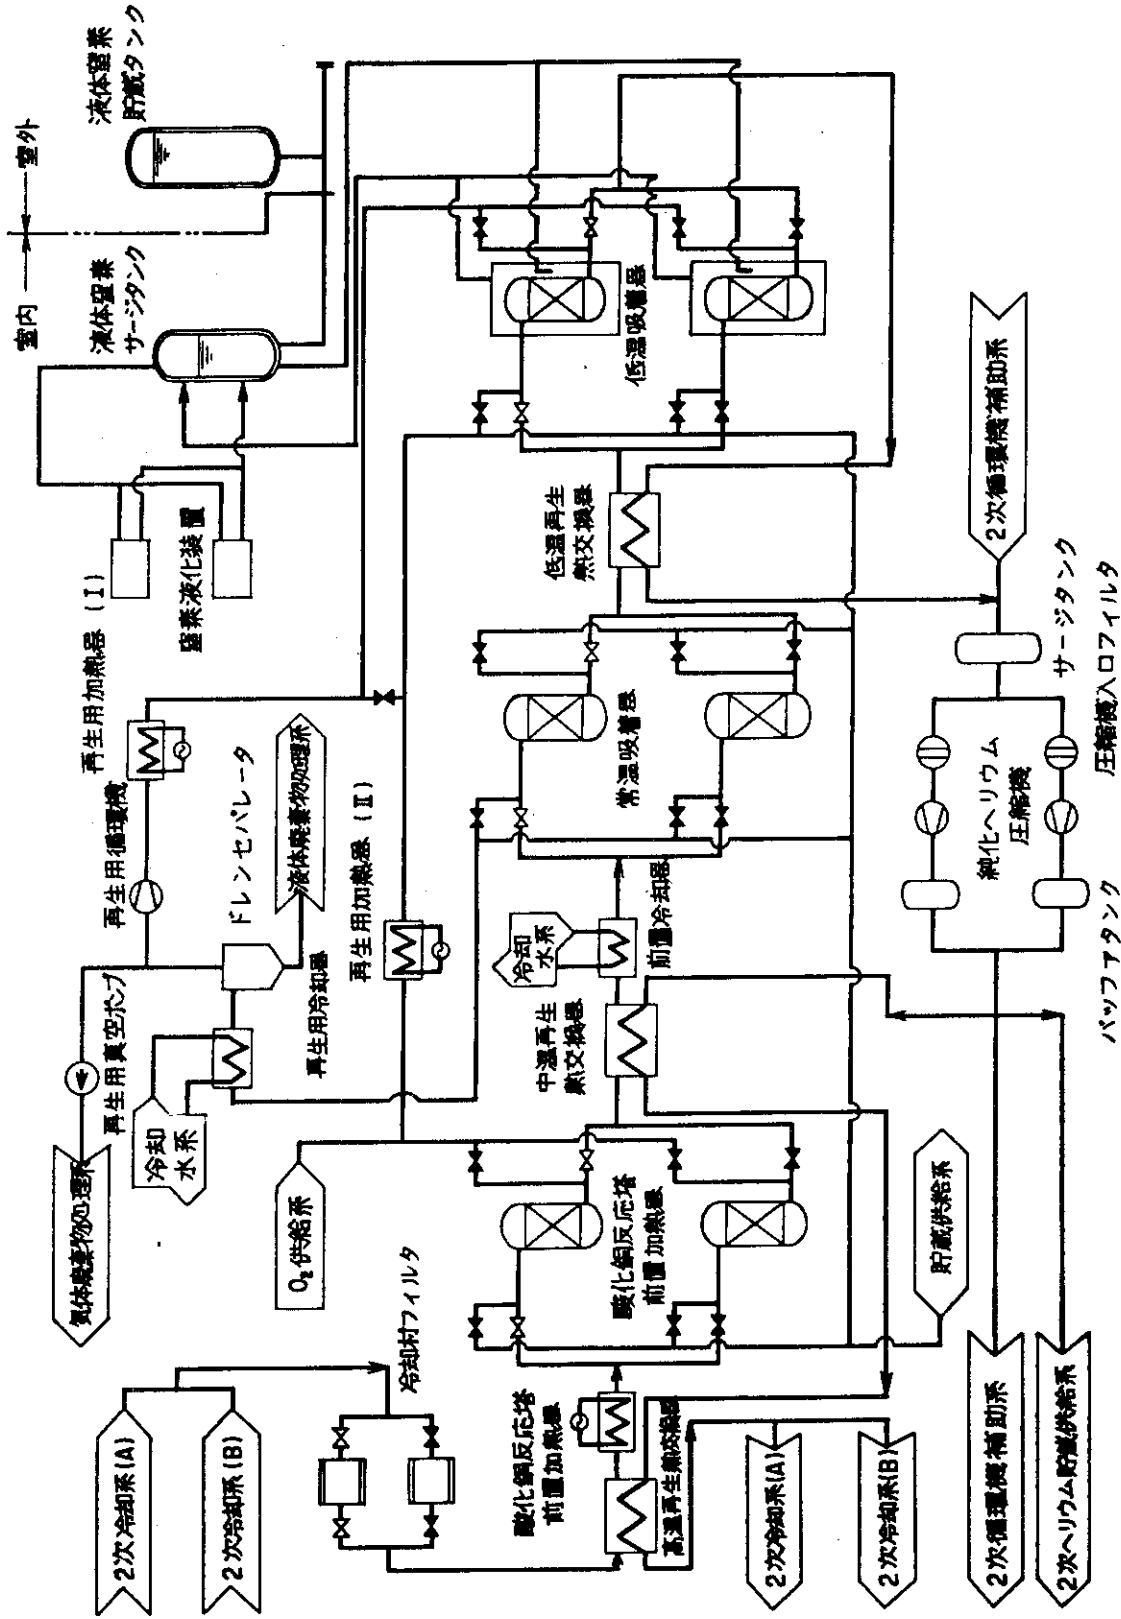 室内
室外
液体窒素
貯蔵タンク
液体窒素
サージタンク
窒素液化装置
再生用加熱器 (I)
再生用循環機
ドレンセパレータ
液体廃棄物処理系
再生用真空ポンプ
気体廃棄物処理系
冷却
水系
再生用冷却器
再生用加熱器 (II)
O₂ 供給系
2次冷却系(A)
2次冷却系(B)
冷却材フィルタ
酸化銅反応塔
前置加熱器
高温再生熱交換器
酸化銅反応塔
前置加熱器
中温再生
熱交換器
冷却
水系
前置冷却器
常温吸着器
低温再生
熱交換器
低温吸着器
2次冷却系(A)
2次冷却系(B)
貯蔵供給系
2次循環機補助系
2次ヘリウム貯蔵供給系
純化ヘリウム
圧縮機
バッファタンク
2次循環機補助系
サージタンク
圧縮機入口フィルタ